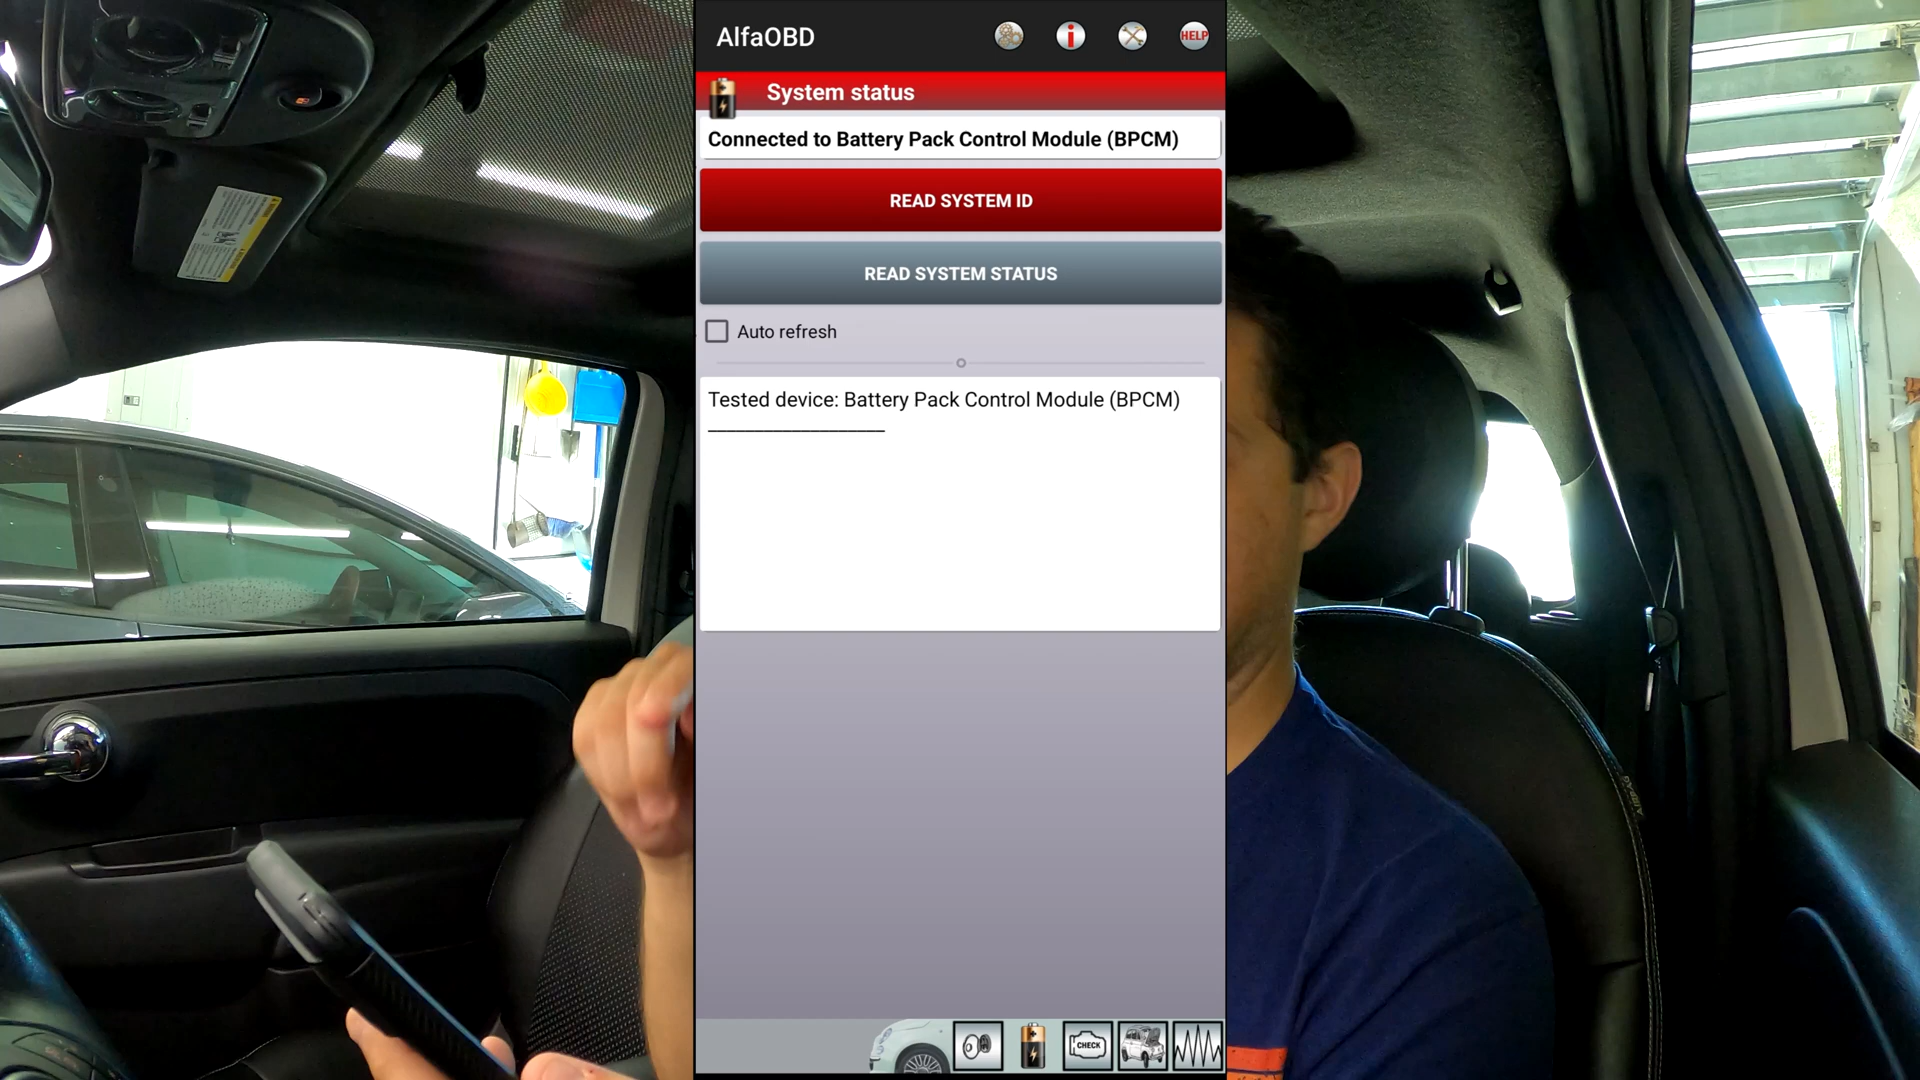 AlfaOBD
HELP
System status
Connected to Battery Pack Control Module (BPCM)
READ SYSTEM ID
READ SYSTEM STATUS
Auto refresh
Tested device: Battery Pack Control Module (BPCM)
CHECK